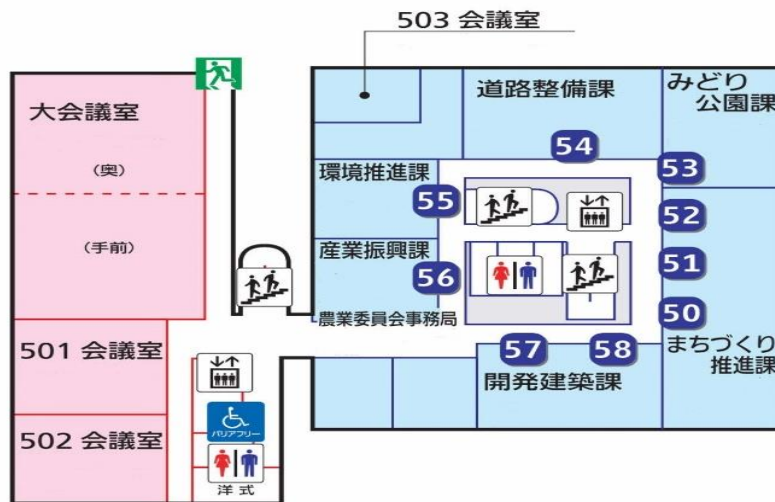 503 会議室
大会議室
(奥)
(手前)
道路整備課
みどり
公園課
54
53
環境推進課
55
52
産業振興課
56
51
50
農業委員会事務局
まちづくり
推進課
57
58
開発建築課
501 会議室
502 会議室
バリアフリー
洋式